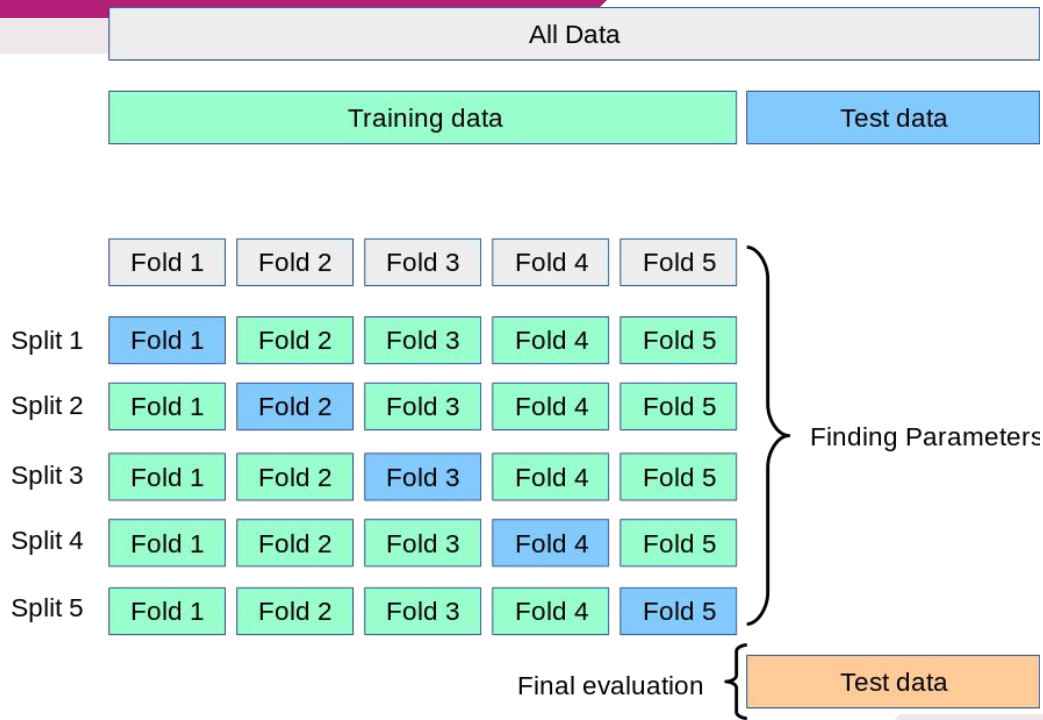 All Data
Training data Test data
Fold 1 Fold 2 Fold 3 Fold 4 Fold 5
Split 1 Fold 1 Fold 2 Fold 3 Fold 4 Fold 5
Split 2 Fold 1 Fold 2 Fold 3 Fold 4 Fold 5
Finding Parameters
Split 3 Fold 1 Fold 2 Fold 3 Fold 4 Fold 5
Split 4 Fold 1 Fold 2 Fold 3 Fold 4 Fold 5
Split 5 Fold 1 Fold 2 Fold 3 Fold 4 Fold 5
Final evaluation Test data